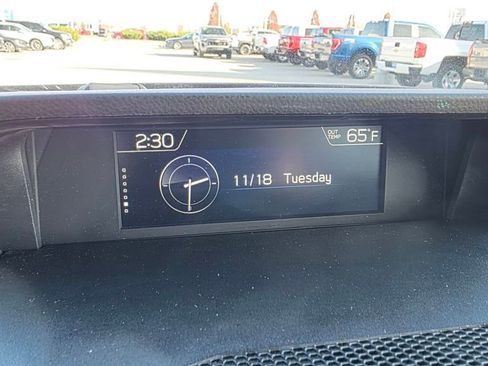 2:30
OUT TEMP 65°F
11/18 Tuesday